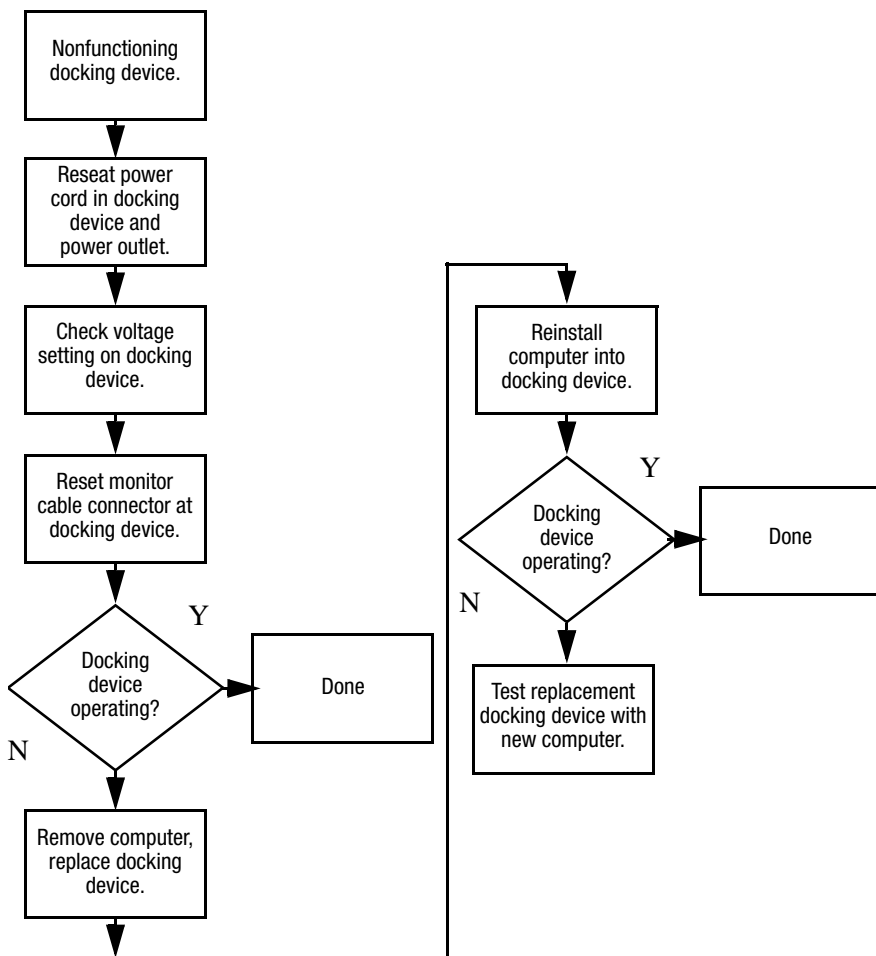 Nonfunctioning
docking device.
Reseat power
cord in docking
device and
power outlet.
Check voltage
setting on docking
device.
Reset monitor
cable connector at
docking device.
Y
Docking
device
operating?
Done
N
Remove computer,
replace docking
device.
Reinstall
computer into
docking device.
Y
Docking
device
operating?
Done
N
Test replacement
docking device with
new computer.